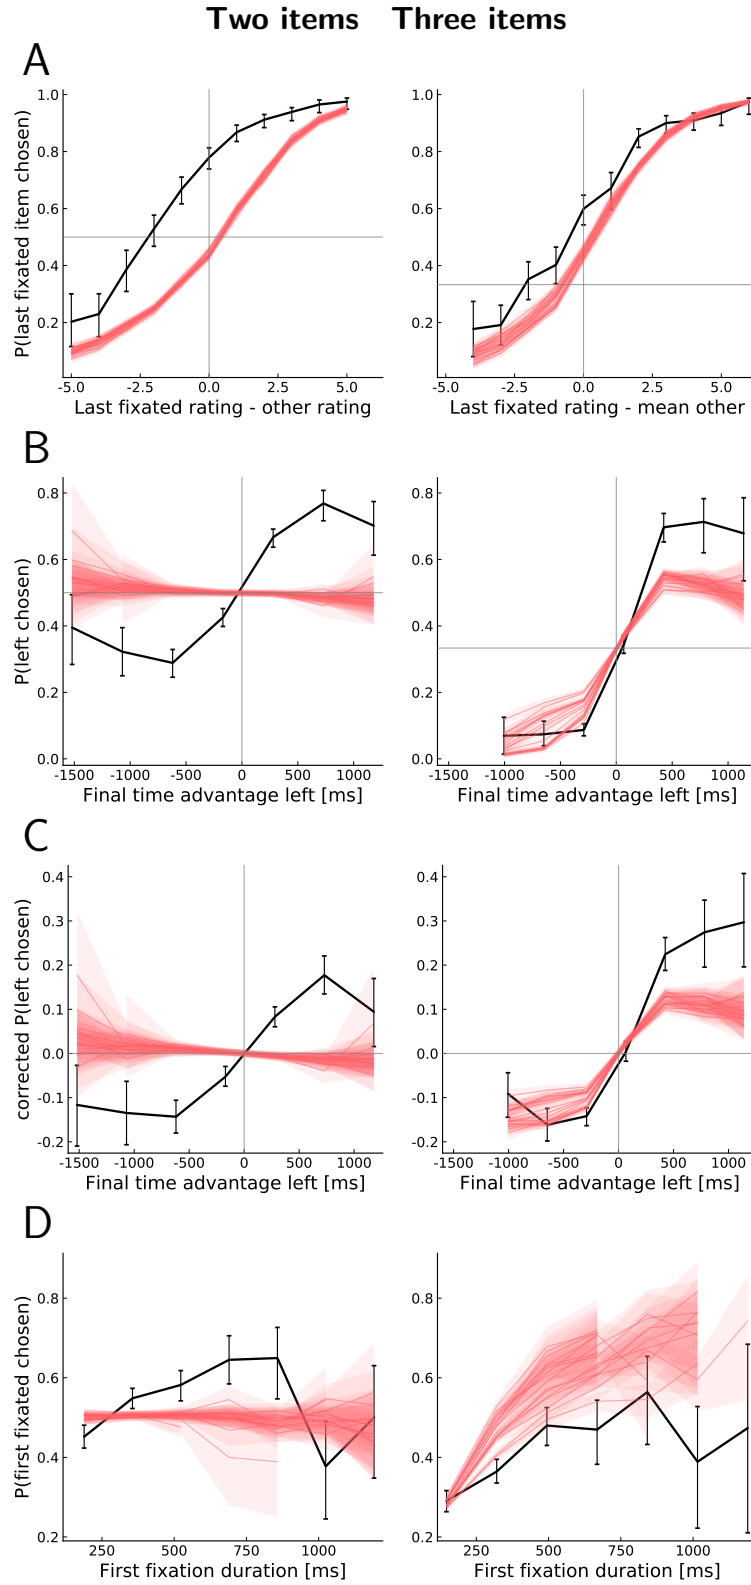 Two items Three items
A
P(last fixated item chosen)
1.0
0.8
0.6
0.4
0.2
-5.0 -2.5 0.0 2.5 5.0
Last fixated rating - other rating
1.0
0.8
0.6
0.4
0.2
-5.0 -2.5 0.0 2.5 5.0
Last fixated rating - mean other
B
P(left chosen)
0.8
0.6
0.4
0.2
0.0
-1500 -1000 -500 0 500 1000
Final time advantage left [ms]
0.8
0.6
0.4
0.2
0.0
-1500 -1000 -500 0 500 1000
Final time advantage left [ms]
C
corrected P(left chosen)
0.4
0.3
0.2
0.1
0.0
-0.1
-0.2
-1500 -1000 -500 0 500 1000
Final time advantage left [ms]
0.4
0.3
0.2
0.1
0.0
-0.1
-0.2
-1500 -1000 -500 0 500 1000
Final time advantage left [ms]
D
P(first fixated chosen)
0.8
0.6
0.4
0.2
250 500 750 1000
First fixation duration [ms]
0.8
0.6
0.4
0.2
250 500 750 1000
First fixation duration [ms]